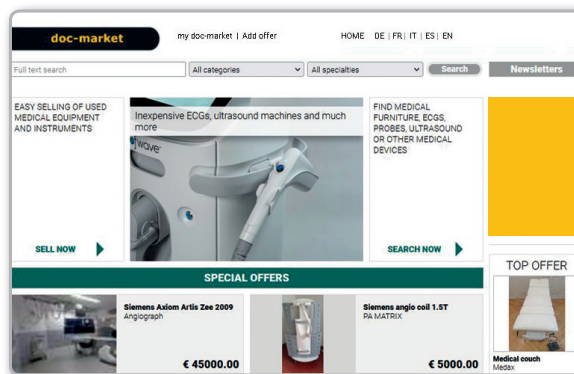 doc-market
my doc-market | Add offer
HOME DE | FR| IT | ES| EN
Full text search
All categories
All specialties
Search
Newsletters
EASY SELLING OF USED
MEDICAL EQUIPMENT
AND INSTRUMENTS
SELL NOW
Inexpensive ECGs, ultrasound machines and much
more
wave
FIND MEDICAL
FURNITURE, ECGS,
PROBES, ULTRASOUND
OR OTHER MEDICAL
DEVICES
SEARCH NOW
SPECIAL OFFERS
Siemens Axiom Artis Zee 2009
Angiograph
€ 45000.00
Siemens angio coil 1.5T
PA MATRIX
€ 5000.00
TOP OFFER
Medical couch
Medax